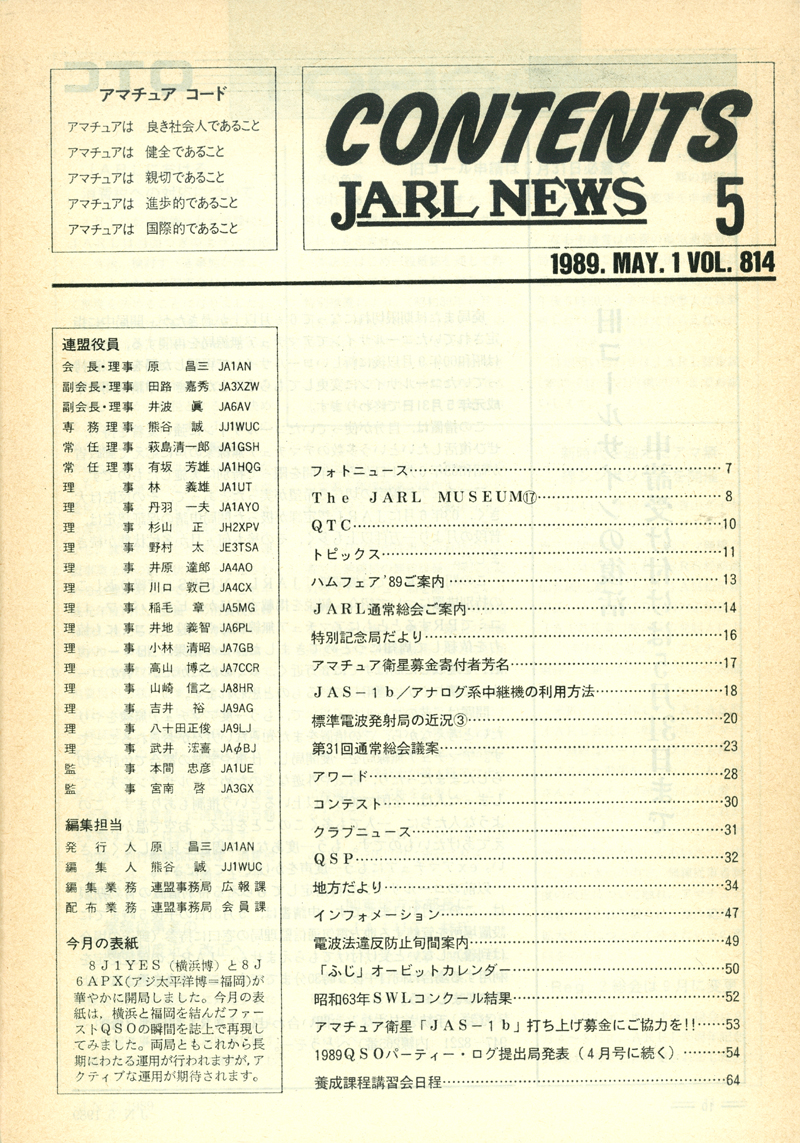 アマチュア コード
アマチュアは 良き社会人であること
アマチュアは 健全であること
アマチュアは 親切であること
アマチュアは 進歩的であること
アマチュアは 国際的であること
CONTENTS
JARL NEWS 5
1989. MAY. 1 VOL. 814
連盟役員
会長・理事 原 昌三 JA1AN
副会長・理事 田路 嘉秀 JA3XZW
副会長・理事 井波 眞 JA6AV
専務理事 熊谷 誠 JJ1WUC
常任理事 萩島清一郎 JA1GSH
常任理事 有坂 芳雄 JA1HQG
理事 林 義雄 JA1UT
理事 丹羽 一夫 JA1AYO
理事 杉山 正 JH2XPV
理事 野村 太 JE3TSA
理事 井原 達郎 JA4AO
理事 川口 敦己 JA4CX
理事 稲毛 章 JA5MG
理事 井地 義智 JA6PL
理事 小林 清昭 JA7GB
理事 高山 博之 JA7CCR
理事 山崎 信之 JA8HR
理事 吉井 裕 JA9AG
理事 八十田正俊 JA9LJ
理事 武井 喜 JAφBJ
監事 本間 忠彦 JA1UE
監事 宮南 啓 JA3GX
編集担当
発行人 原 昌三 JA1AN
編集人 熊谷 誠 JJ1WUC
編集業務 連盟事務局 広報課
配布業務 連盟事務局 会員課
今月の表紙
8J1YES（横浜博）と8J
6APX(アジ太平洋博＝福岡)が
華やかに開局しました。今月の表
紙は，横浜と福岡を結んだファー
ストQSOの瞬間を誌上で再現し
てみました。両局ともこれから長
期にわたる運用が行われますが，ア
クティブな運用が期待されます。
フォトニュース……7
The JARL MUSEUM⑰……8
QTC……10
トピックス……11
ハムフェア'89ご案内……13
JARL通常総会ご案内……14
特別記念局だより……16
アマチュア衛星募金寄付者芳名……17
JAS－1b／アナログ系中継機の利用方法……18
標準電波発射局の近況③……20
第31回通常総会議案……23
アワード……28
コンテスト……30
クラブニュース……31
QSP……32
地方だより……34
インフォメーション……47
電波法違反防止旬間案内……49
「ふじ」オービットカレンダー……50
昭和63年SWLコンクール結果……52
アマチュア衛星「JAS－1b」打ち上げ募金にご協力を!!……53
1989QSOパーティー・ログ提出局発表（4月号に続く）……54
養成課程講習会日程……64